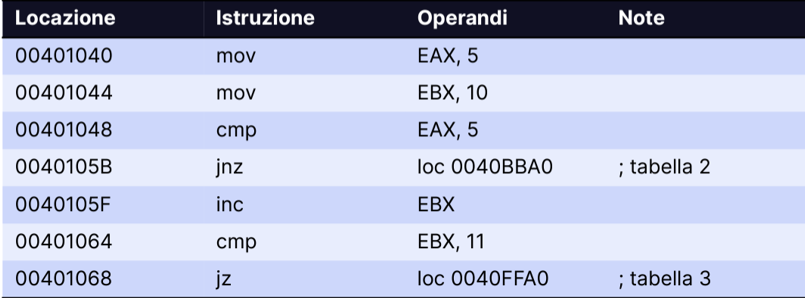 Locazione Istruzione Operandi Note
00401040 mov EAX, 5
00401044 mov EBX, 10
00401048 cmp EAX, 5
0040105B jnz loc 0040BBA0 ; tabella 2
0040105F inc EBX
00401064 cmp EBX, 11
00401068 jz loc 0040FFA0 ; tabella 3